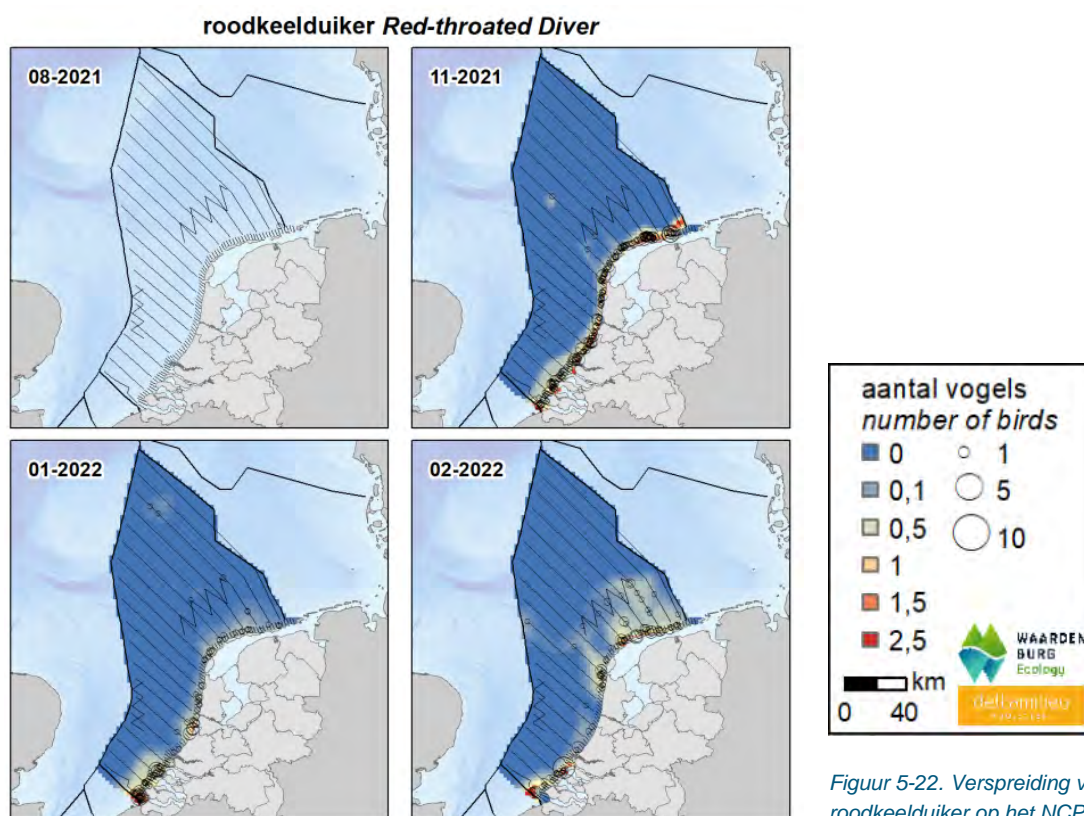 roodkeelduiker Red-throated Diver
08-2021
11-2021
01-2022
02-2022
aantal vogels
number of birds
0
1
0,1
5
0,5
10
1
1,5
2,5
WAARDEN
BURG
Ecology
km
0 40
Figuur 5-22. Verspreiding v
roodkeelduiker op het NCP